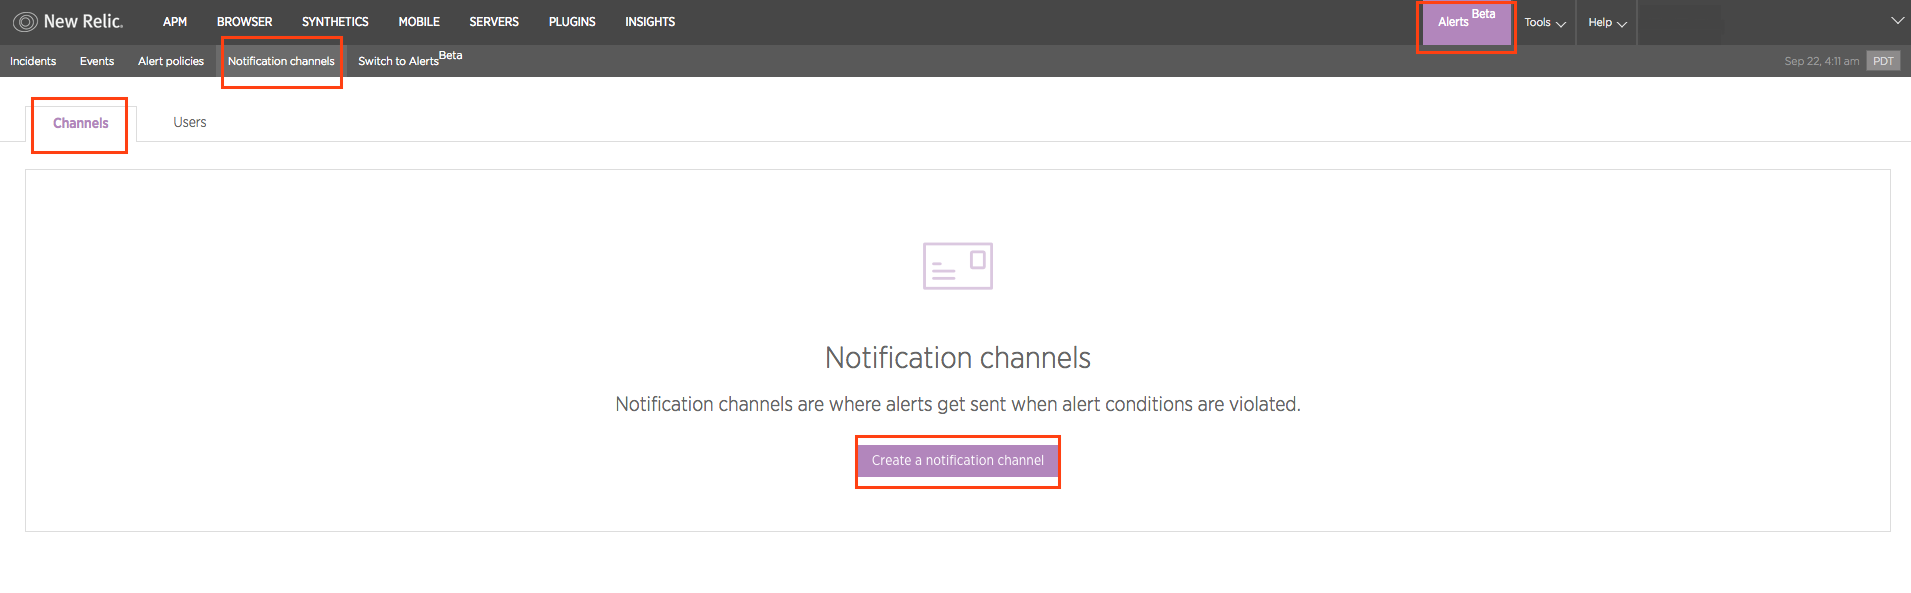 New Relic. APM BROWSER SYNTHETICS MOBILE SERVERS PLUGINS INSIGHTS Alerts Beta Tools Help
Incidents Events Alert policies Notification channels Switch to Alerts Beta Sep 22, 4:11 am PDT
Channels Users
Notification channels
Notification channels are where alerts get sent when alert conditions are violated.
Create a notification channel